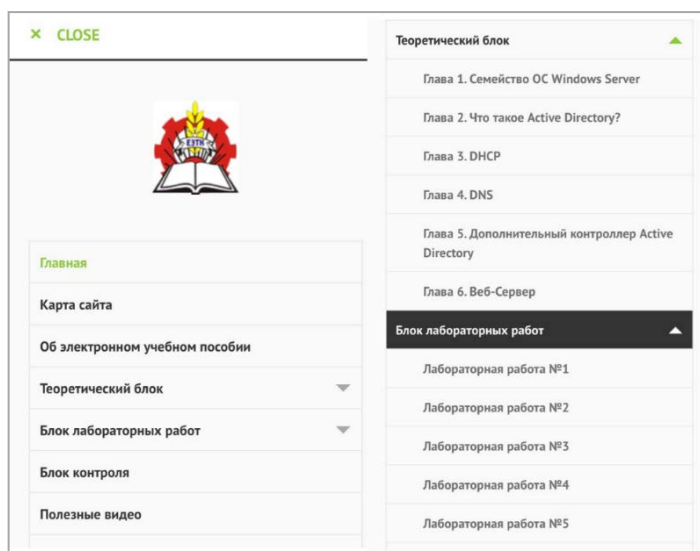 × CLOSE
ЕЗТК
Главная
Карта сайта
Об электронном учебном пособии
Теоретический блок
Блок лабораторных работ
Блок контроля
Полезные видео
Теоретический блок
Глава 1. Семейство ОС Windows Server
Глава 2. Что такое Active Directory?
Глава 3. DHCP
Глава 4. DNS
Глава 5. Дополнительный контроллер Active
Directory
Глава 6. Веб-Сервер
Блок лабораторных работ
Лабораторная работа №1
Лабораторная работа №2
Лабораторная работа №3
Лабораторная работа №4
Лабораторная работа №5